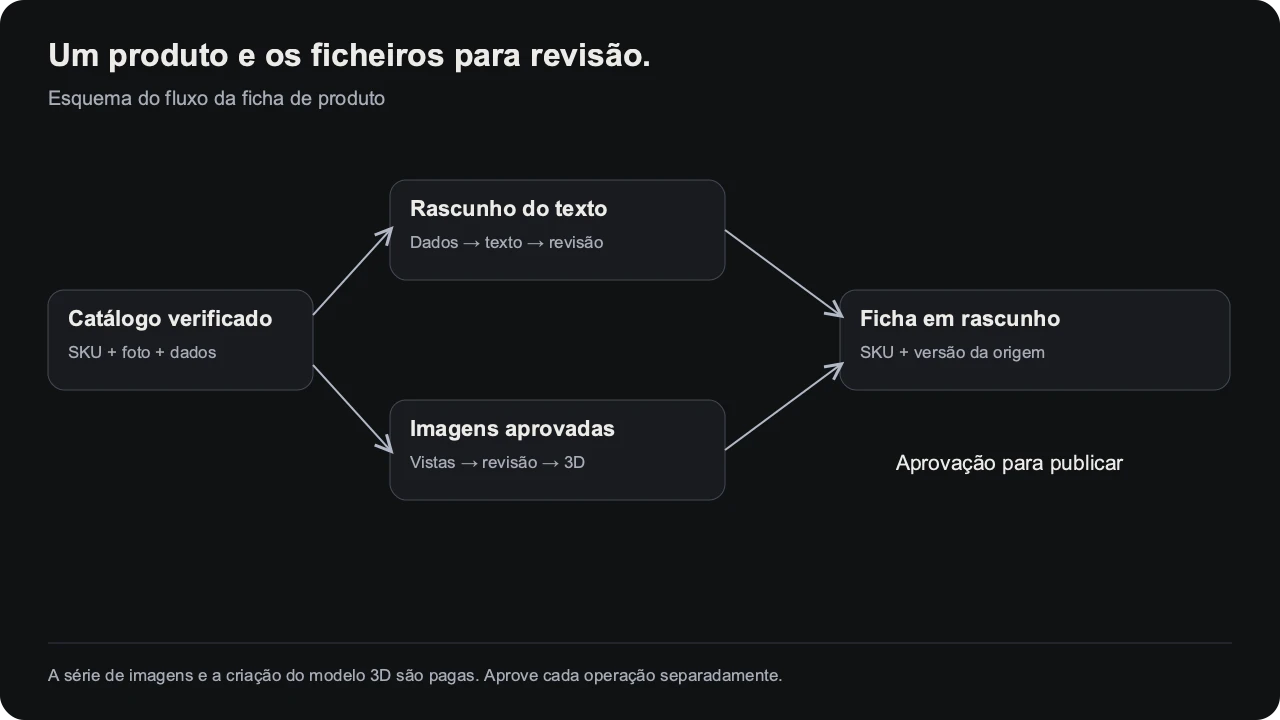 Um produto e os ficheiros para revisão.
Esquema do fluxo da ficha de produto
Rascunho do texto
Dados → texto → revisão
Catálogo verificado
SKU + foto + dados
Ficha em rascunho
SKU + versão da origem
Imagens aprovadas
Vistas → revisão → 3D
Aprovação para publicar
A série de imagens e a criação do modelo 3D são pagas. Aprove cada operação separadamente.